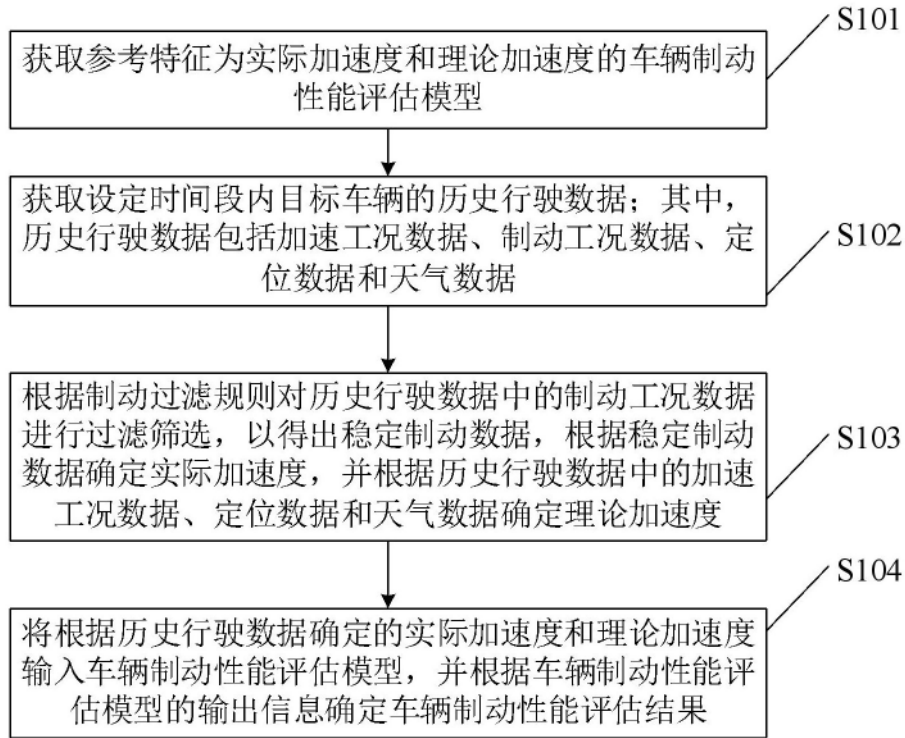 S101
获取参考特征为实际加速度和理论加速度的车辆制动
性能评估模型
S102
获取设定时间段内目标车辆的历史行驶数据；其中，
历史行驶数据包括加速工况数据、制动工况数据、定
位数据和天气数据
S103
根据制动过滤规则对历史行驶数据中的制动工况数据
进行过滤筛选，以得出稳定制动数据，根据稳定制动
数据确定实际加速度，并根据历史行驶数据中的加速
工况数据、定位数据和天气数据确定理论加速度
S104
将根据历史行驶数据确定的实际加速度和理论加速度
输入车辆制动性能评估模型，并根据车辆制动性能评
估模型的输出信息确定车辆制动性能评估结果